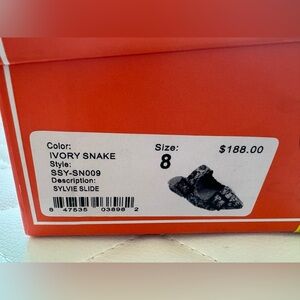 Color:
IVORY SNAKE
Style:
SSY-SN009
Description:
SYLVIE SLIDE
Size:
8
$188.00
8 47535 03898 2